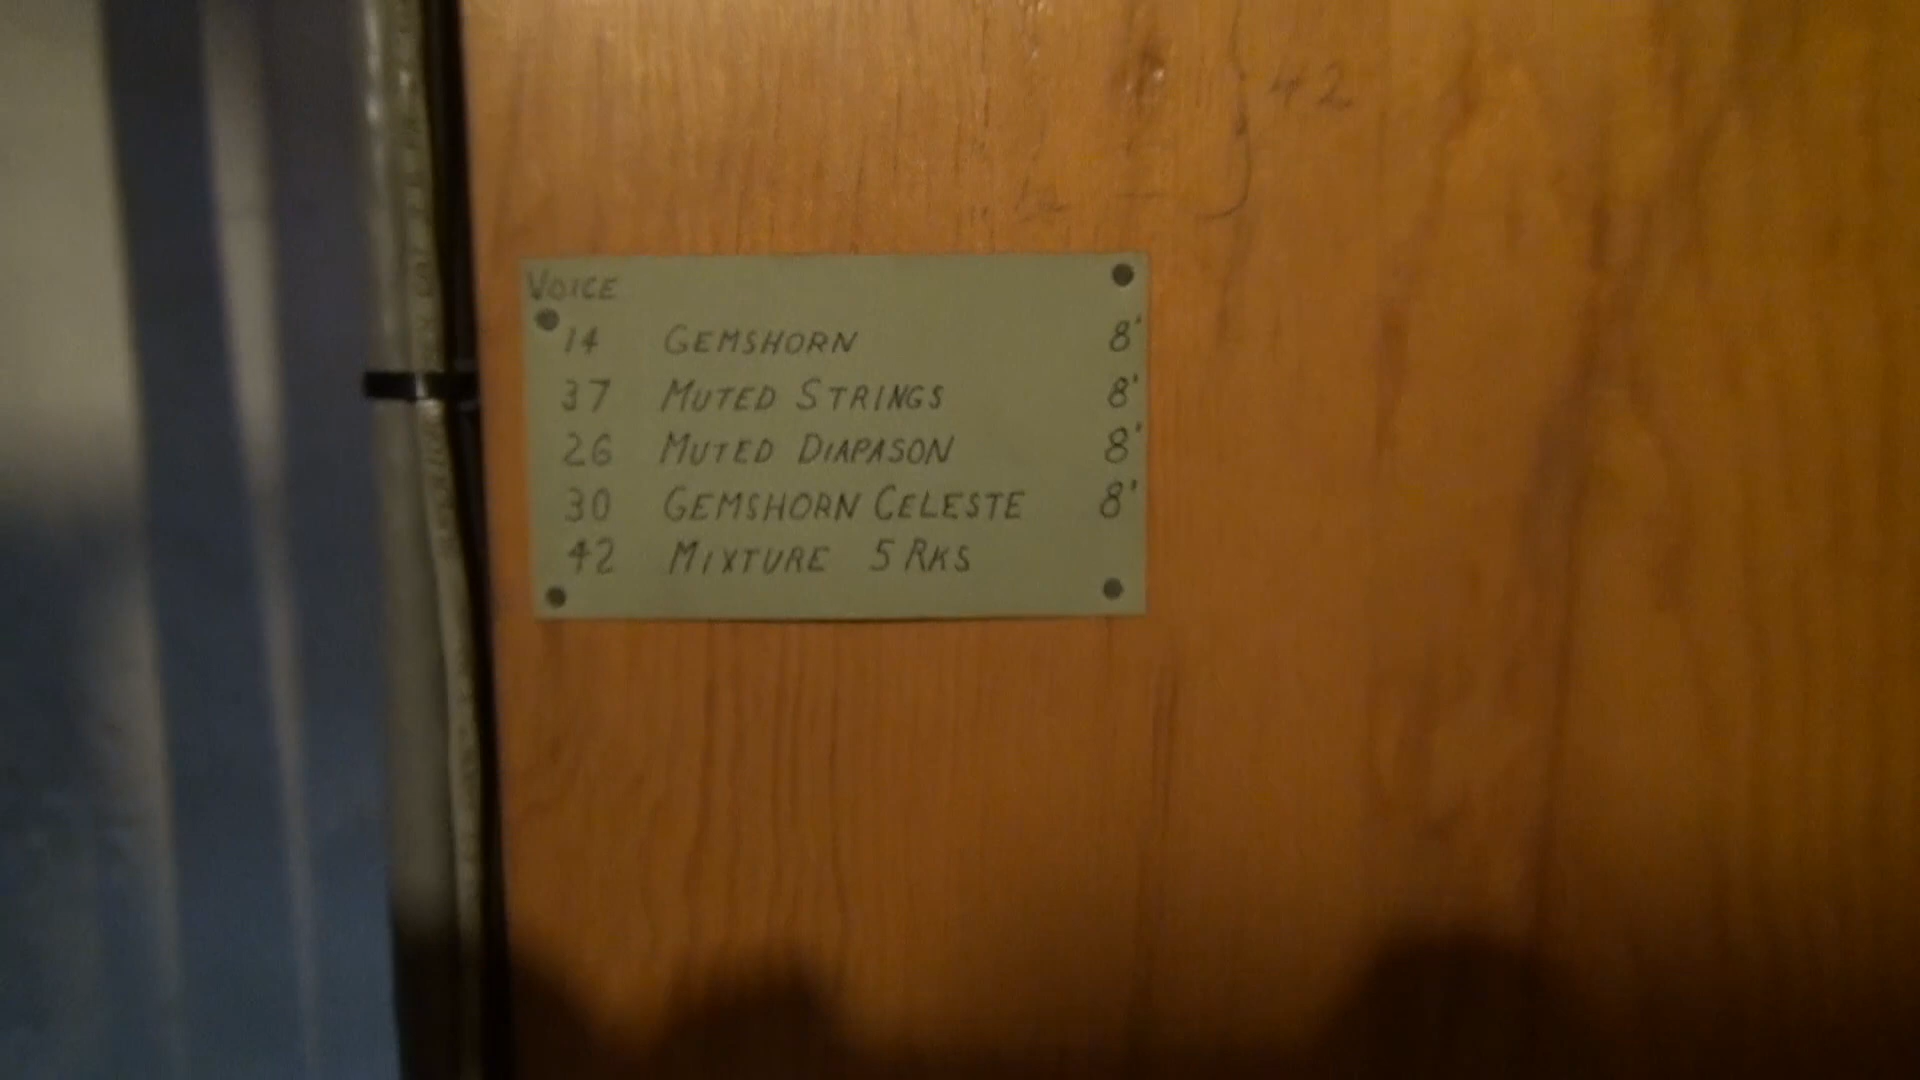 42
VOICE
14 GEMSHORN 8'
37 MUTED STRINGS 8'
26 MUTED DIAPASON 8'
30 GEMSHORN CELESTE 8'
42 MIXTURE 5 RKS